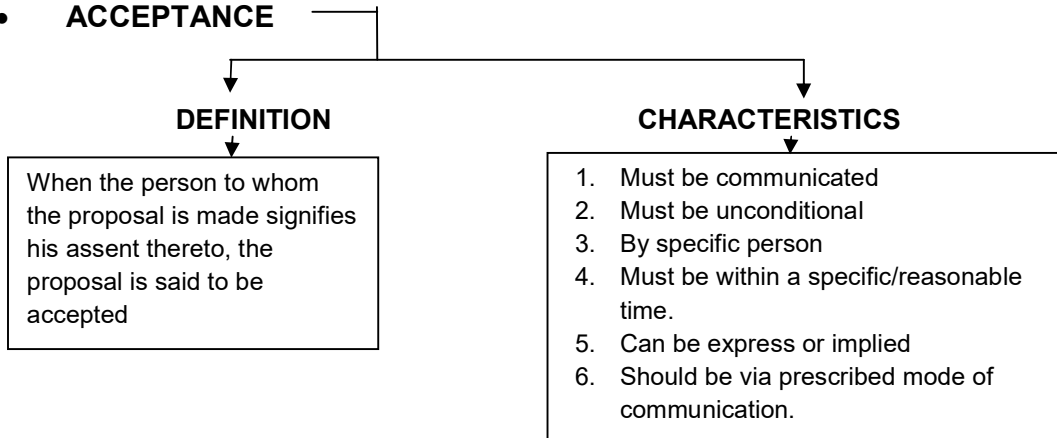 • ACCEPTANCE
DEFINITION
When the person to whom
the proposal is made signifies
his assent thereto, the
proposal is said to be
accepted
CHARACTERISTICS
1. Must be communicated
2. Must be unconditional
3. By specific person
4. Must be within a specific/reasonable
time.
5. Can be express or implied
6. Should be via prescribed mode of
communication.